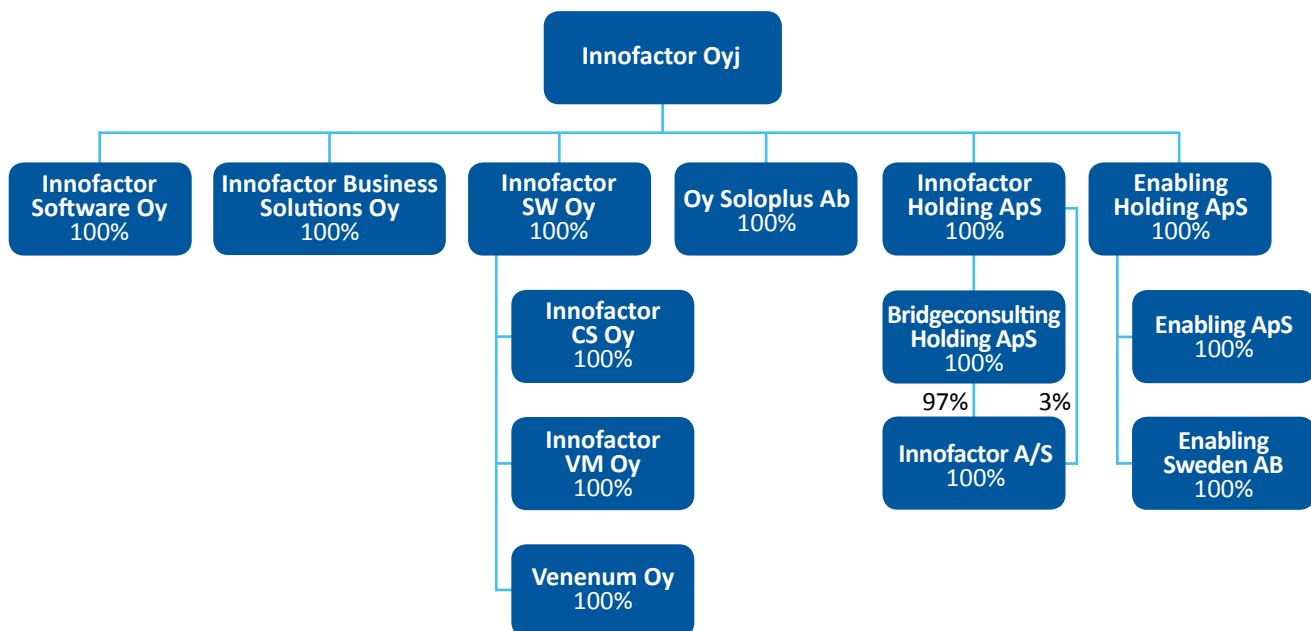 Innofactor Oyj
Innofactor
Software Oy
100%
Innofactor Business
Solutions Oy
100%
Innofactor
SW Oy
100%
Oy Soloplus Ab
100%
Innofactor
Holding ApS
100%
Enabling
Holding ApS
100%
Innofactor
CS Oy
100%
Bridgeconsulting
Holding ApS
100%
Enabling ApS
100%
97%
3%
Innofactor
VM Oy
100%
Innofactor A/S
100%
Enabling
Sweden AB
100%
Venenum Oy
100%